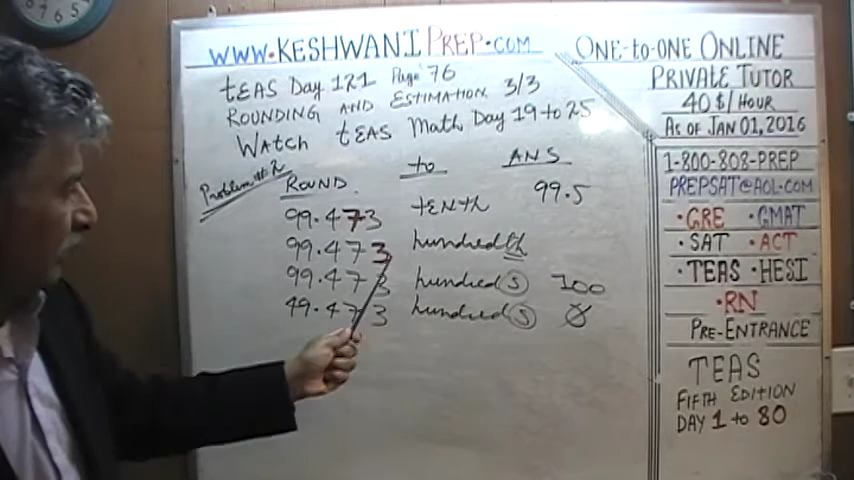 7 6 5
www.KESHWANIPREP.COM
tEAS Day 121 Page 76
ROUNDING AND ESTIMATION 3/3
WAtcH tEAS Math Day 19 to 25
Problem # 2
ROUND to ANS
99.473 tENth 99.5
99.473 hundredth
99.473 hundreds 100
49.473 hundreds 0
ONE-to-ONE ONLINE
PRIVATE TUTOR
40 $/HOUR
AS OF JAN 01, 2016
1-800-808-PREP
PREPSAT@AOL.COM
•GRE •GMAT
•SAT •ACT
•TEAS •HESI
•RN
PRE-ENTRANCE
TEAS
FIFTH EDITION
DAY 1 to 80